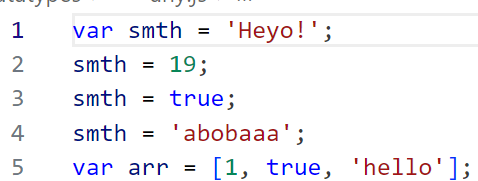 1 var smth = 'Heyo!';
2 smth = 19;
3 smth = true;
4 smth = 'abobaaa';
5 var arr = [1, true, 'hello'];